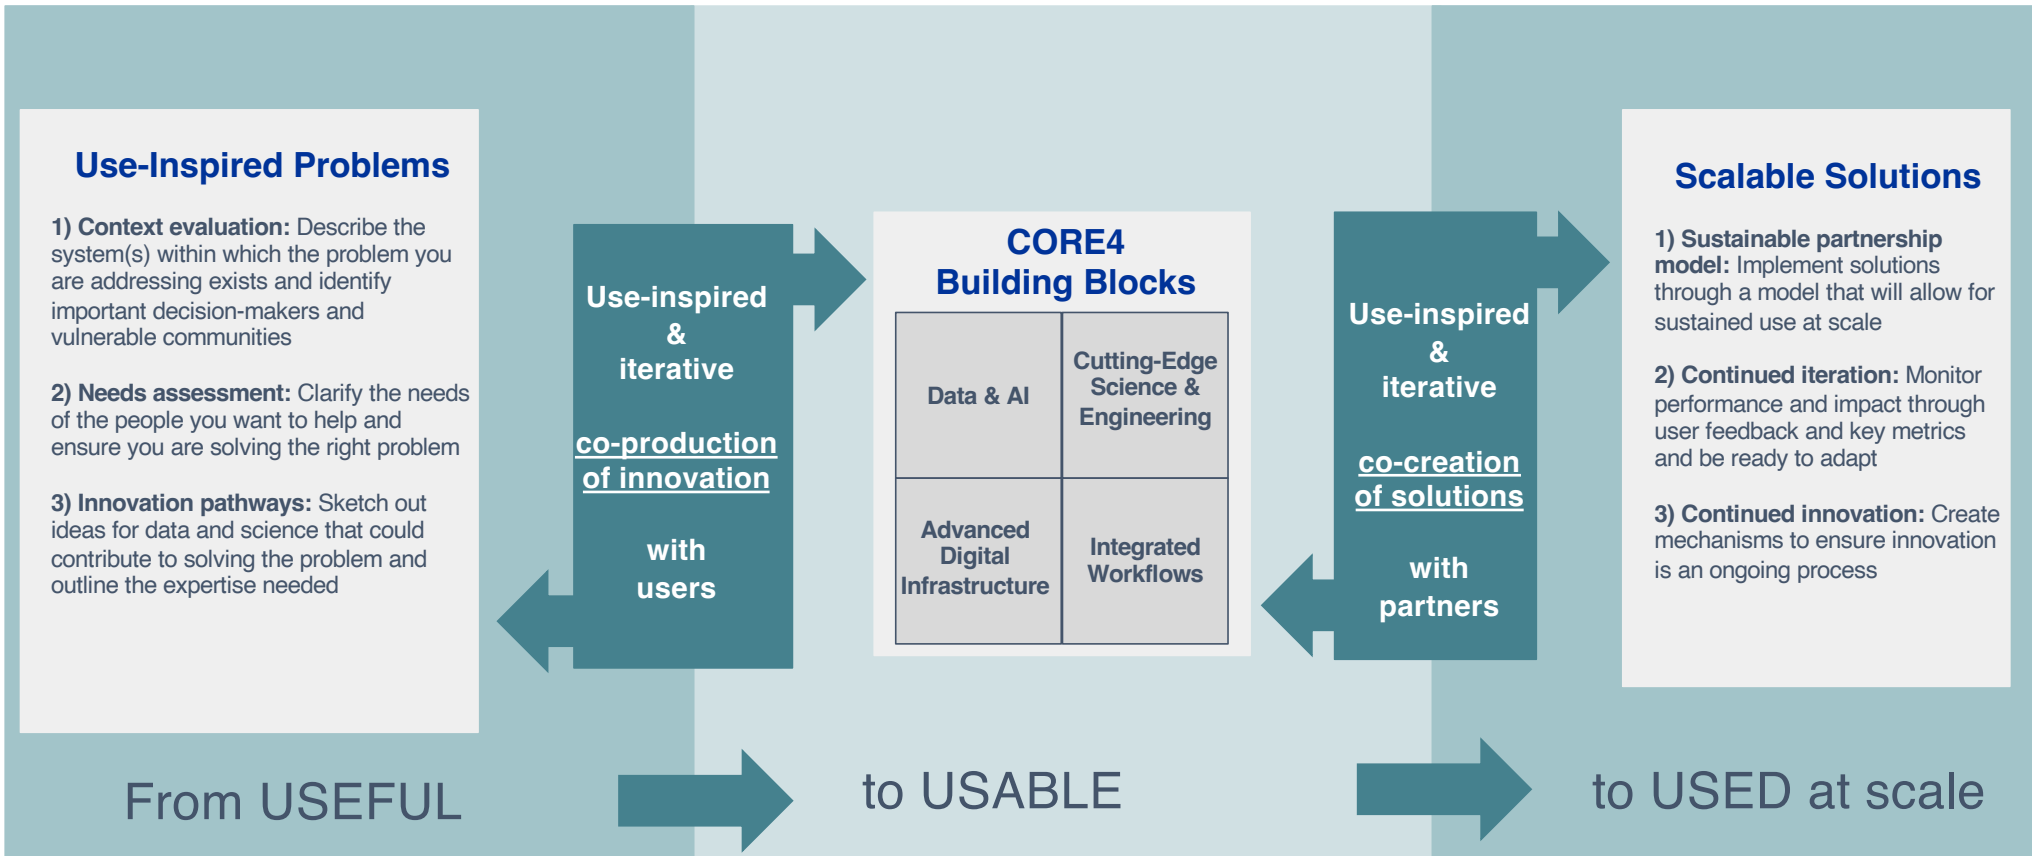 Use-Inspired Problems
1) Context evaluation: Describe the
system(s) within which the problem you
are addressing exists and identify
important decision-makers and
vulnerable communities
2) Needs assessment: Clarify the needs
of the people you want to help and
ensure you are solving the right problem
3) Innovation pathways: Sketch out
ideas for data and science that could
contribute to solving the problem and
outline the expertise needed
Use-inspired
&
iterative
co-production
of innovation
with
users
CORE4
Building Blocks
Data & AI
Cutting-Edge
Science &
Engineering
Advanced
Digital
Infrastructure
Integrated
Workflows
Use-inspired
&
iterative
co-creation
of solutions
with
partners
Scalable Solutions
1) Sustainable partnership
model: Implement solutions
through a model that will allow for
sustained use at scale
2) Continued iteration: Monitor
performance and impact through
user feedback and key metrics
and be ready to adapt
3) Continued innovation: Create
mechanisms to ensure innovation
is an ongoing process
From USEFUL
to USABLE
to USED at scale